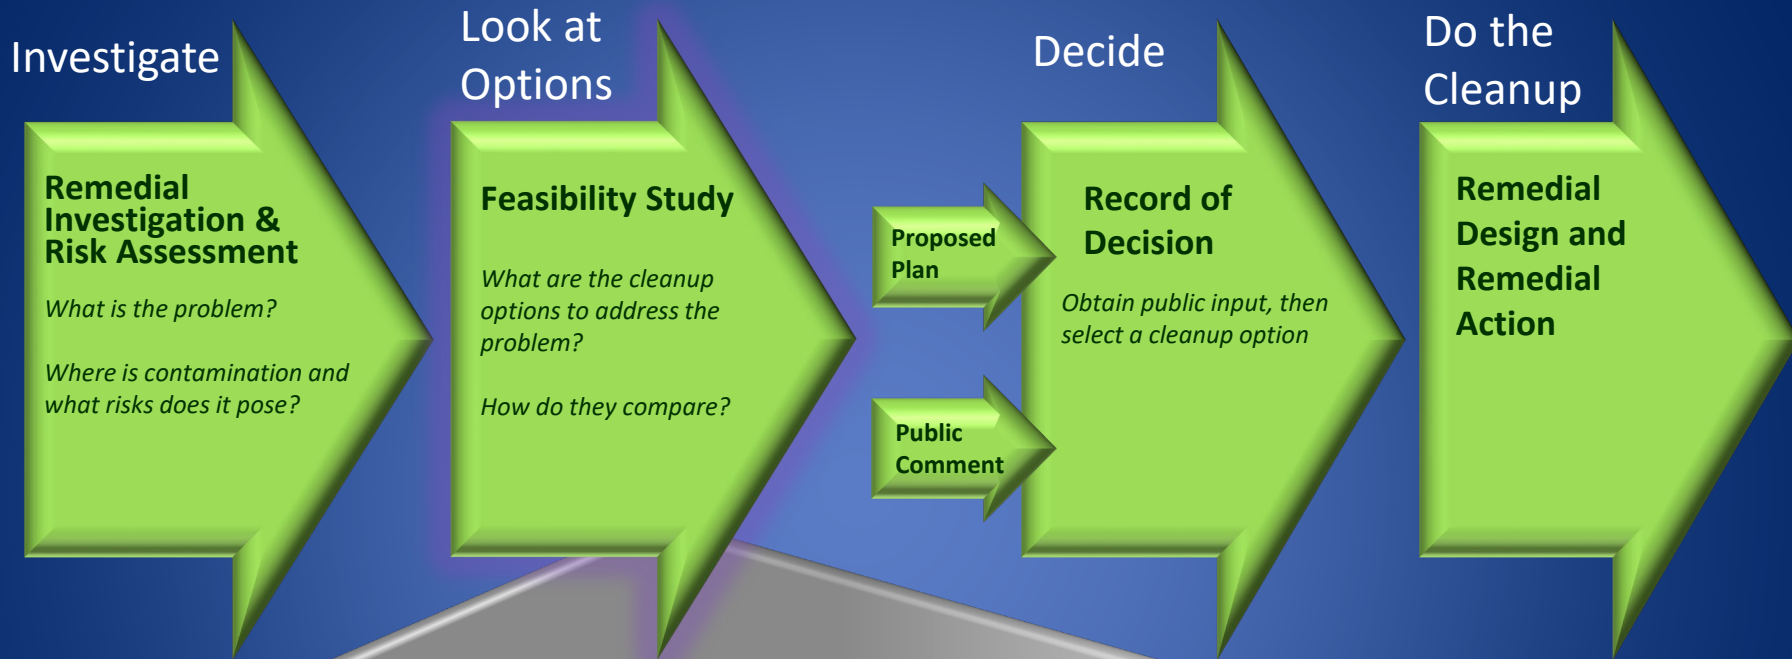 Investigate
Remedial
Investigation &
Risk Assessment
What is the problem?
Where is contamination and
what risks does it pose?
Look at
Options
Feasibility Study
What are the cleanup
options to address the
problem?
How do they compare?
Proposed
Plan
Public
Comment
Decide
Record of
Decision
Obtain public input, then
select a cleanup option
Do the
Cleanup
Remedial
Design and
Remedial
Action